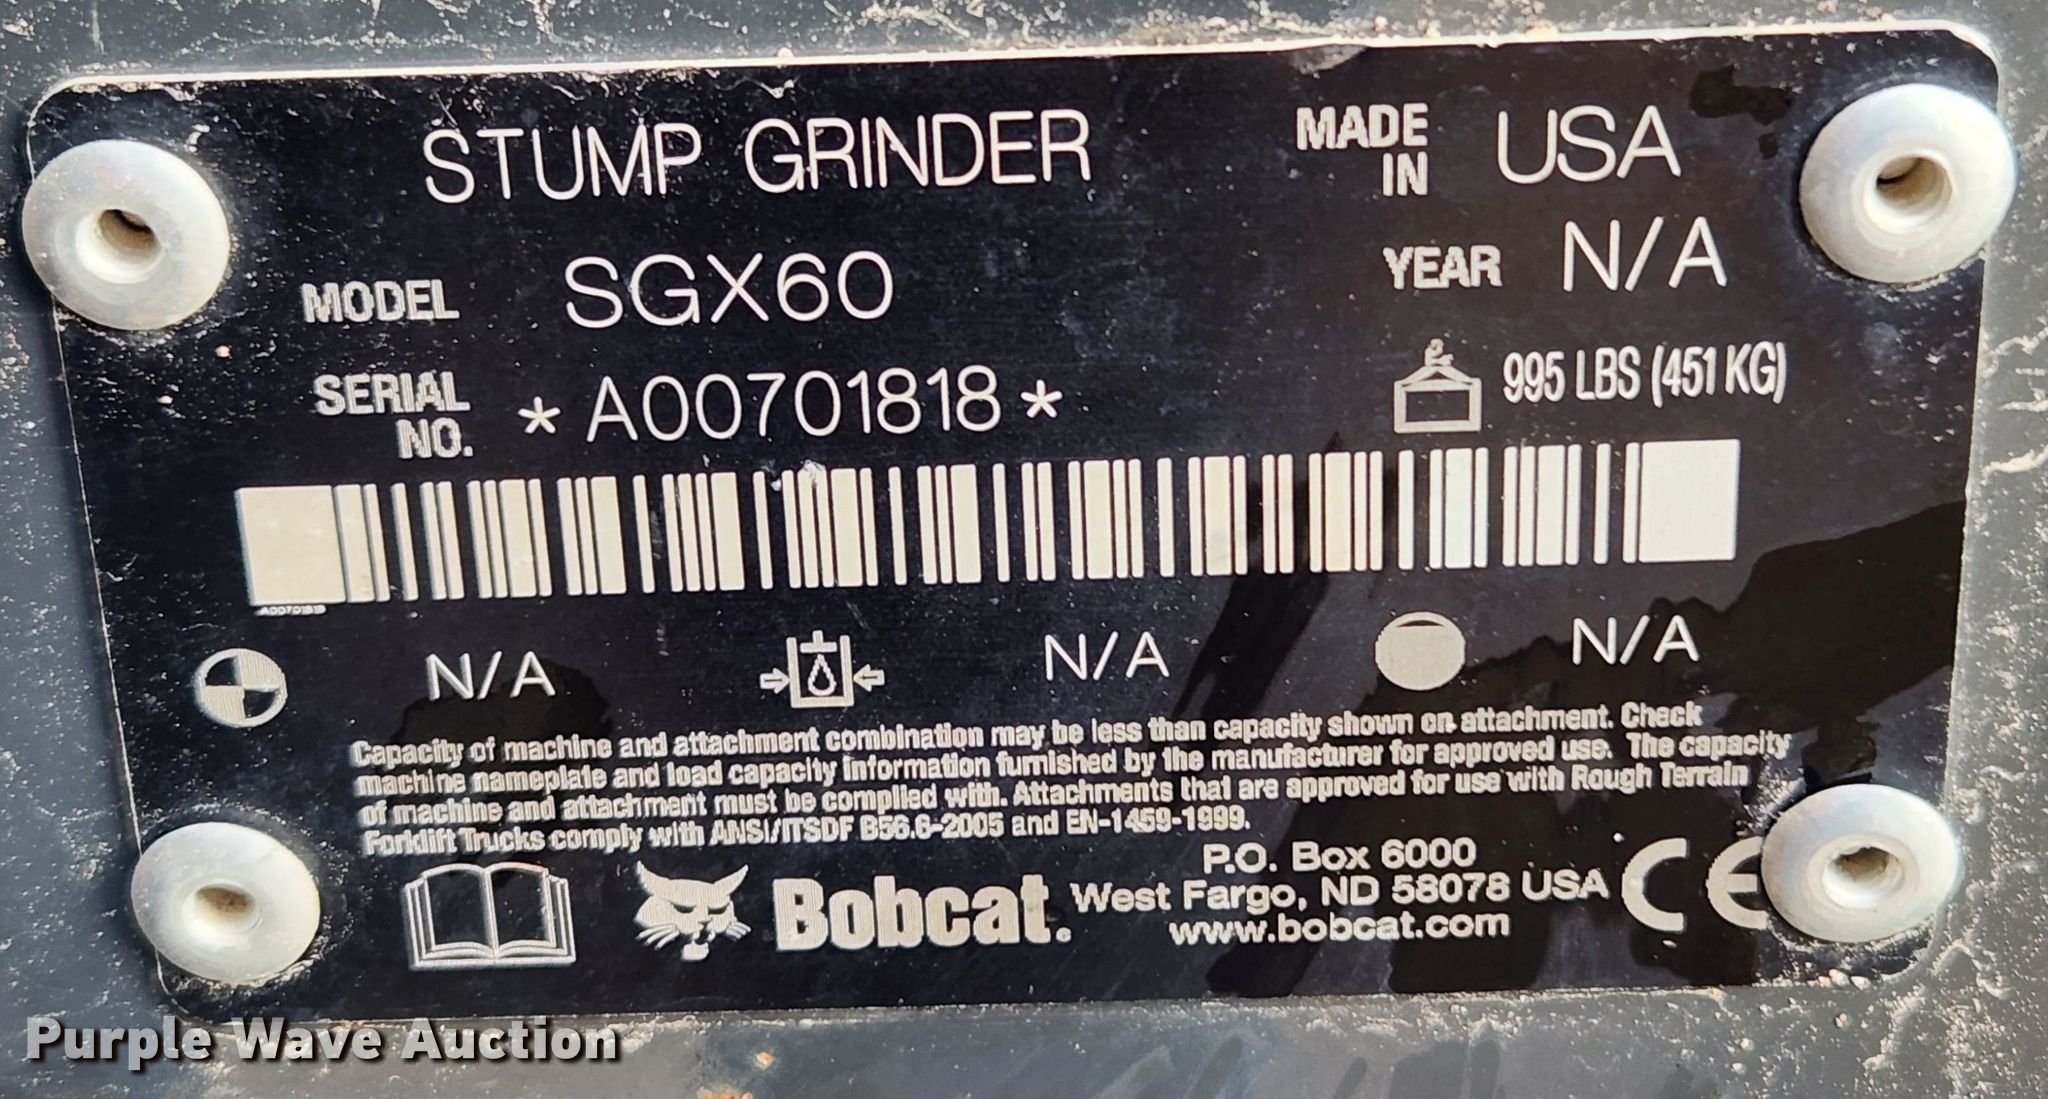 STUMP GRINDER
MADE IN USA
MODEL SGX60
YEAR N/A
SERIAL NO. *A00701818*
995 LBS (451 KG)
A00701818
N/A N/A N/A
Capacity of machine and attachment combination may be less than capacity shown on attachment. Check
machine nameplate and load capacity information furnished by the manufacturer for approved use. The capacity
of machine and attachment must be complied with. Attachments that are approved for use with Rough Terrain
Forklift Trucks comply with ANSI/ITSDF B56.6-2005 and EN-1459-1999.
Bobcat.
P.O. Box 6000
West Fargo, ND 58078 USA
www.bobcat.com
CE
Purple Wave Auction